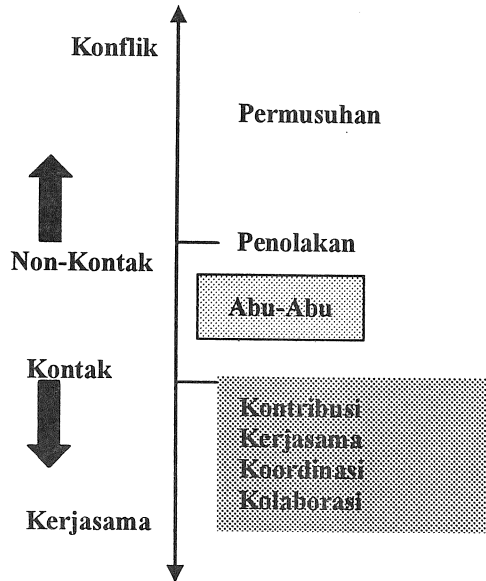 Konflik
Permusuhan
Penolakan
Non-Kontak
Abu-Abu
Kontak
Kontribusi
Kerjasama
Koordinasi
Kolaborasi
Kerjasama